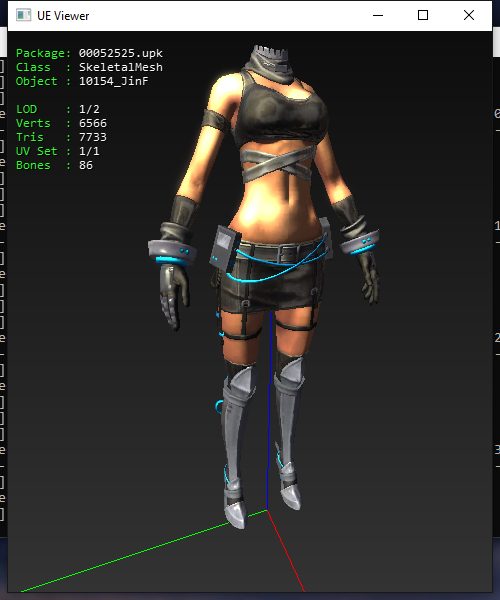 UE Viewer
Package: 00052525.upk
Class : SkeletalMesh
Object : 10154_JinF
LOD : 1/2
Verts : 6566
Tris : 7733
UV Set : 1/1
Bones : 86